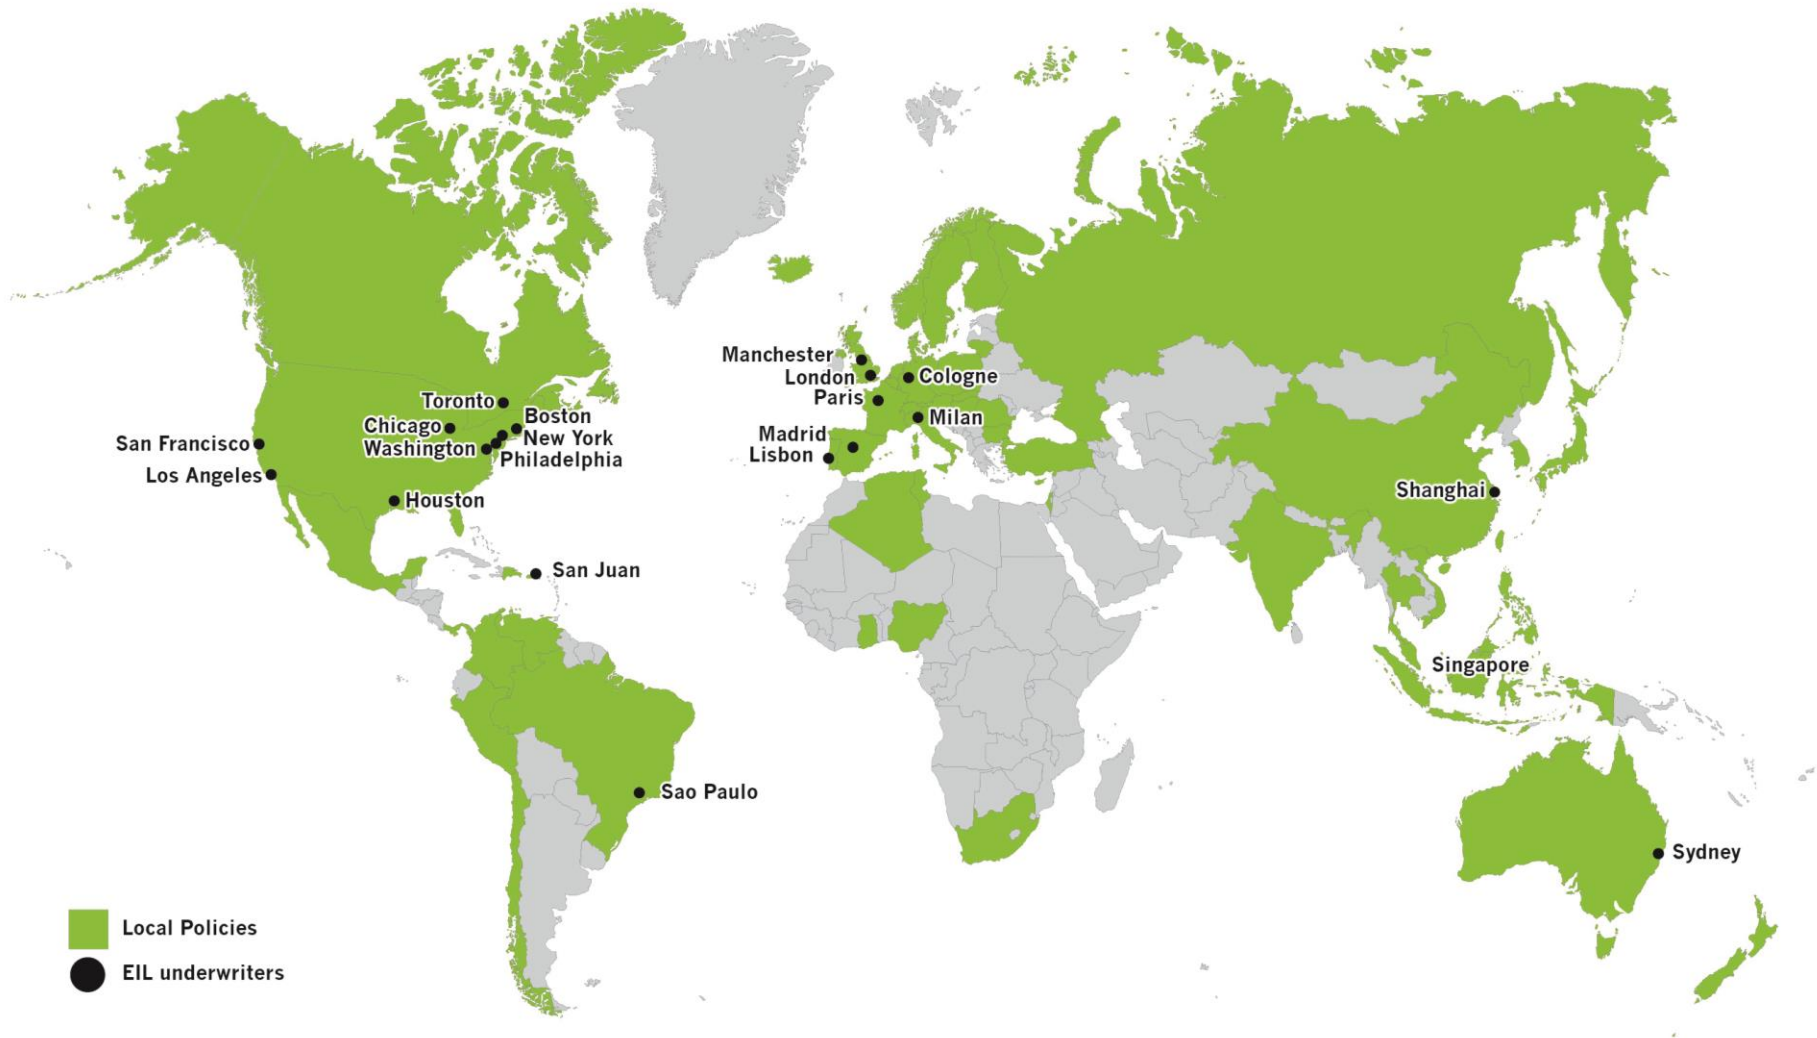 Manchester
London
Cologne
Paris
Toronto
Boston
Chicago
Milan
New York
San Francisco
Washington
Madrid
Philadelphia
Lisbon
Los Angeles
Shanghai
Houston
San Juan
Singapore
Sao Paulo
Sydney
Local Policies
EIL underwriters